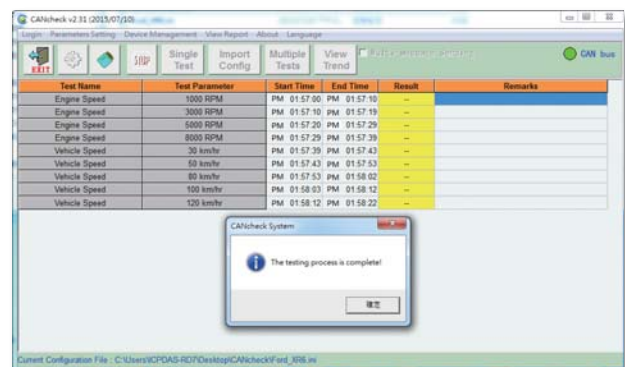 CANcheck v2.31 (2015/07/10)
Login Parameters Setting Device Management View Report About Language
EXIT STOP Single Test Import Config Multiple Tests View Trend CAN bus
Test Name Test Parameter Start Time End Time Result Remarks
Engine Speed 1000 RPM PM 01:57:00 PM 01:57:10 --
Engine Speed 3000 RPM PM 01:57:10 PM 01:57:19 --
Engine Speed 5000 RPM PM 01:57:20 PM 01:57:29 --
Engine Speed 8000 RPM PM 01:57:29 PM 01:57:39 --
Vehicle Speed 30 km/hr PM 01:57:39 PM 01:57:43 --
Vehicle Speed 50 km/hr PM 01:57:43 PM 01:57:53 --
Vehicle Speed 80 km/hr PM 01:57:53 PM 01:58:02 --
Vehicle Speed 100 km/hr PM 01:58:03 PM 01:58:12 --
Vehicle Speed 120 km/hr PM 01:58:12 PM 01:58:22 --
CANcheck System
The testing process is complete!
確定
Current Configuration File : C:\Users\ICPDAS-RD7\Desktop\CANcheck\Ford_XR6.ini